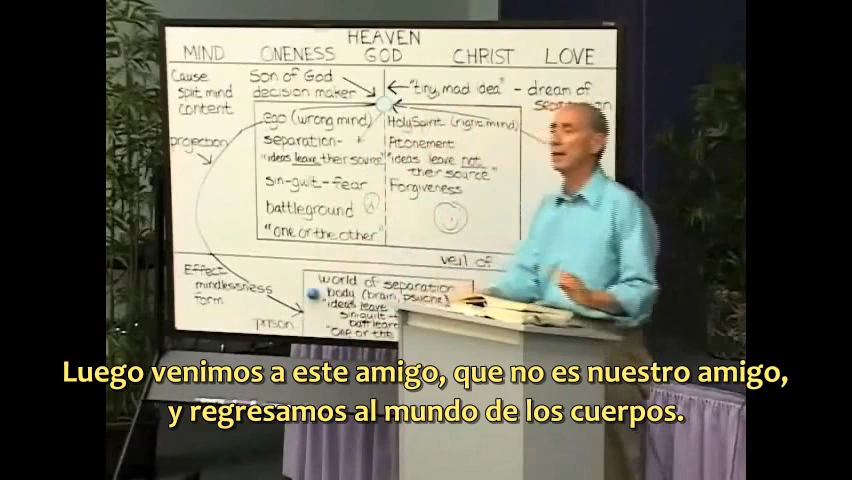 HEAVEN
MIND ONENESS GOD CHRIST LOVE
Cause
split mind
content
Son of God
decision maker
"tiny, mad idea" - dream of
separation
ego (wrong mind)
separation-
"ideas leave their source"
sin-guilt-fear
battleground
"one or the other"
Holy Spirit (right mind)
Atonement
"ideas leave not
their source"
Forgiveness
projection
veil of
Effect-
mindlessness
form
prison
world of separation
body (brain, psyche)
"ideas leave
sin-guilt-
"one or the
Luego venimos a este amigo, que no es nuestro amigo,
y regresamos al mundo de los cuerpos.